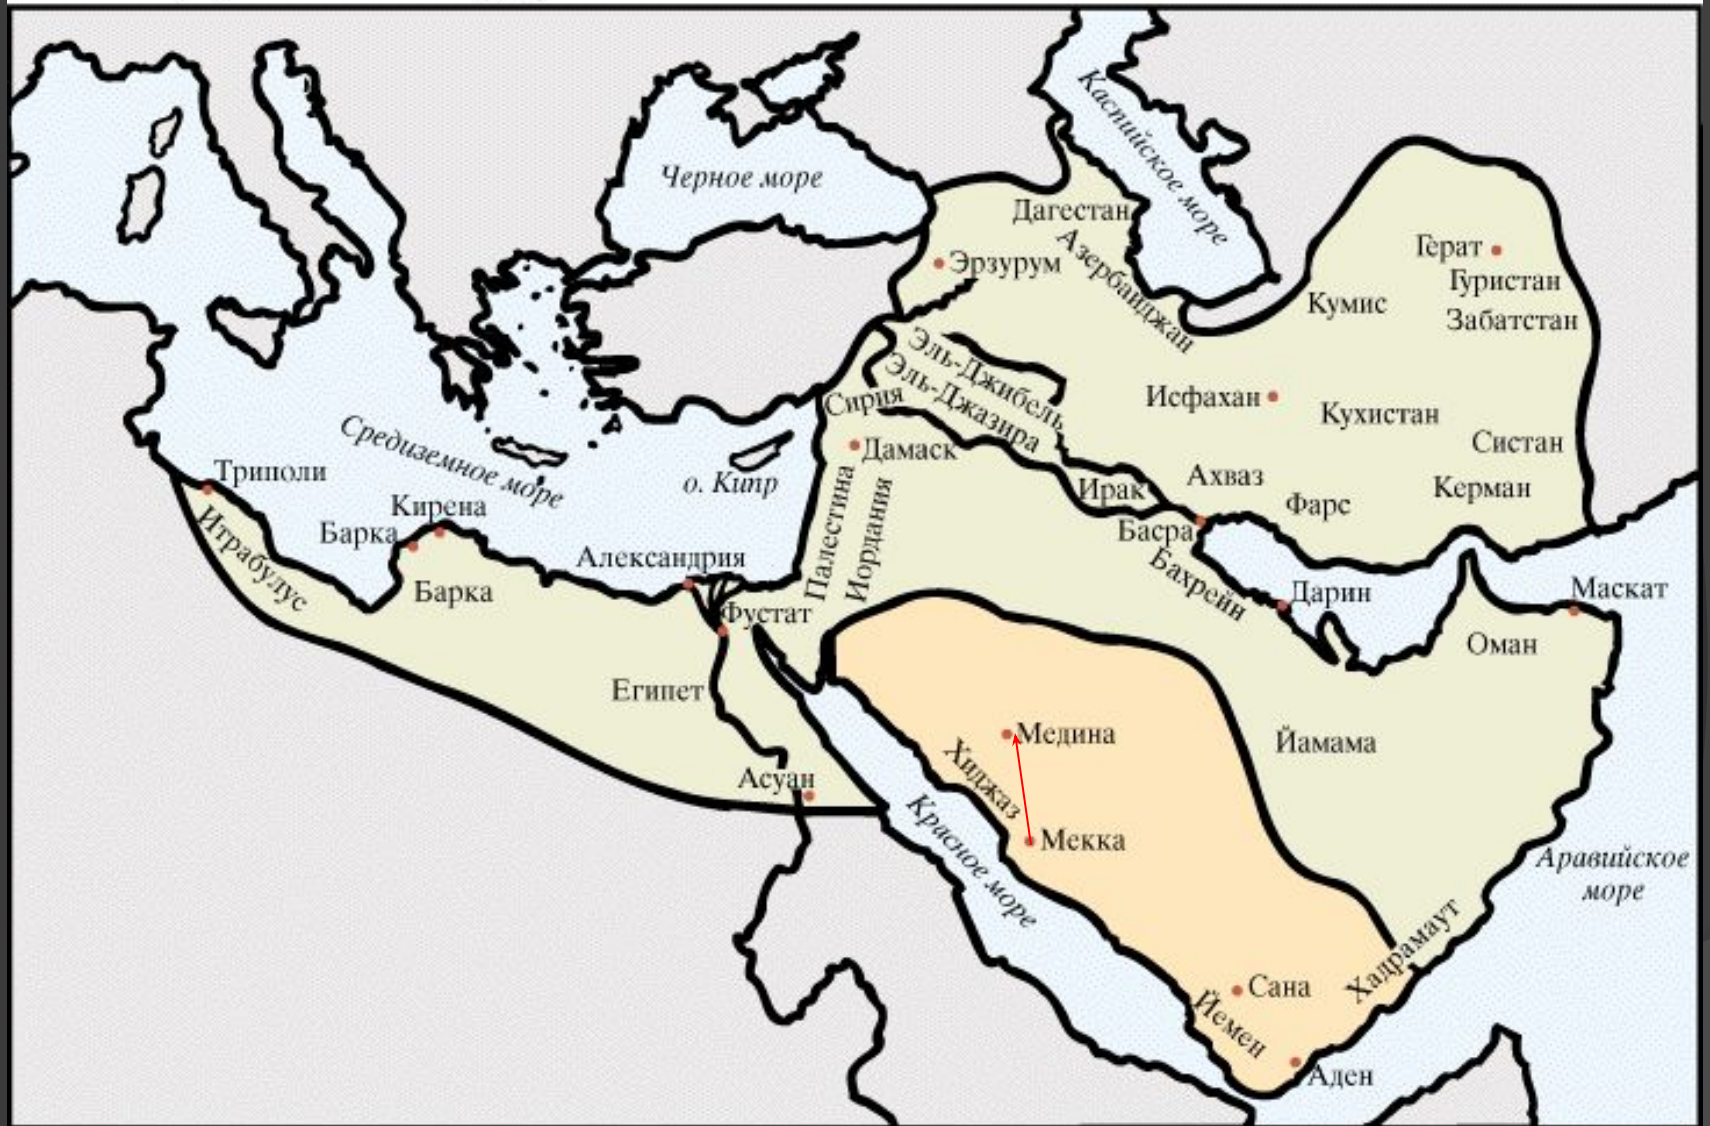 Каспийское море
Черное море
Дагестан
Азербайджан
Эрзурум
Герат
Гуристан
Кумис
Забатстан
Эль-Джибель
Эль-Джазира
Сирия
Исфахан
Кухистан
Систан
Средиземное море
Дамаск
Триполи
о. Кипр
Ахваз
Керман
Ирак
Фарс
Кирена
Барка
Басра
Итрабулус
Александрия
Палестина
Иордания
Барка
Бахрейн
Дарин
Маскат
Фустат
Оман
Египет
Медина
Йамама
Хиджаз
Асуан
Мекка
Красное море
Аравийское
море
Хадрамаут
Сана
Йемен
Аден